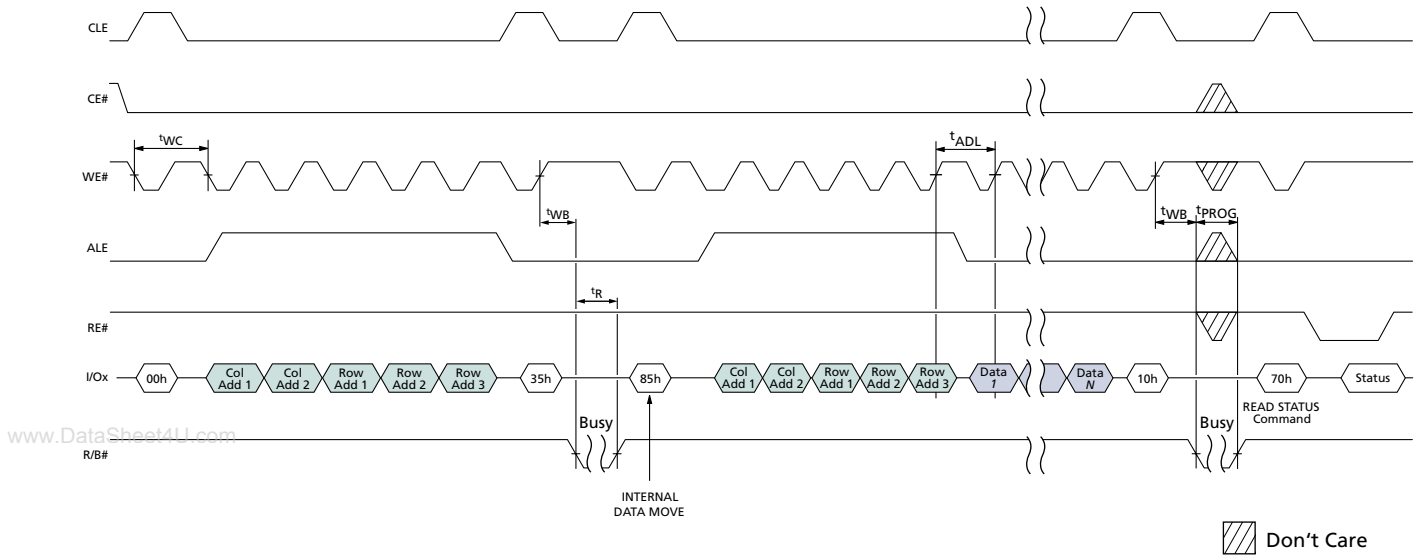 CLE
CE#
tWC
tADL
WE#
tWB
tWB
tPROG
ALE
tR
RE#
I/Ox
00h
Col Add 1
Col Add 2
Row Add 1
Row Add 2
Row Add 3
35h
85h
Col Add 1
Col Add 2
Row Add 1
Row Add 2
Row Add 3
Data 1
Data N
10h
70h
Status
READ STATUS
Command
Busy
Busy
www.DataSheet4U.com
R/B#
INTERNAL
DATA MOVE
Don't Care